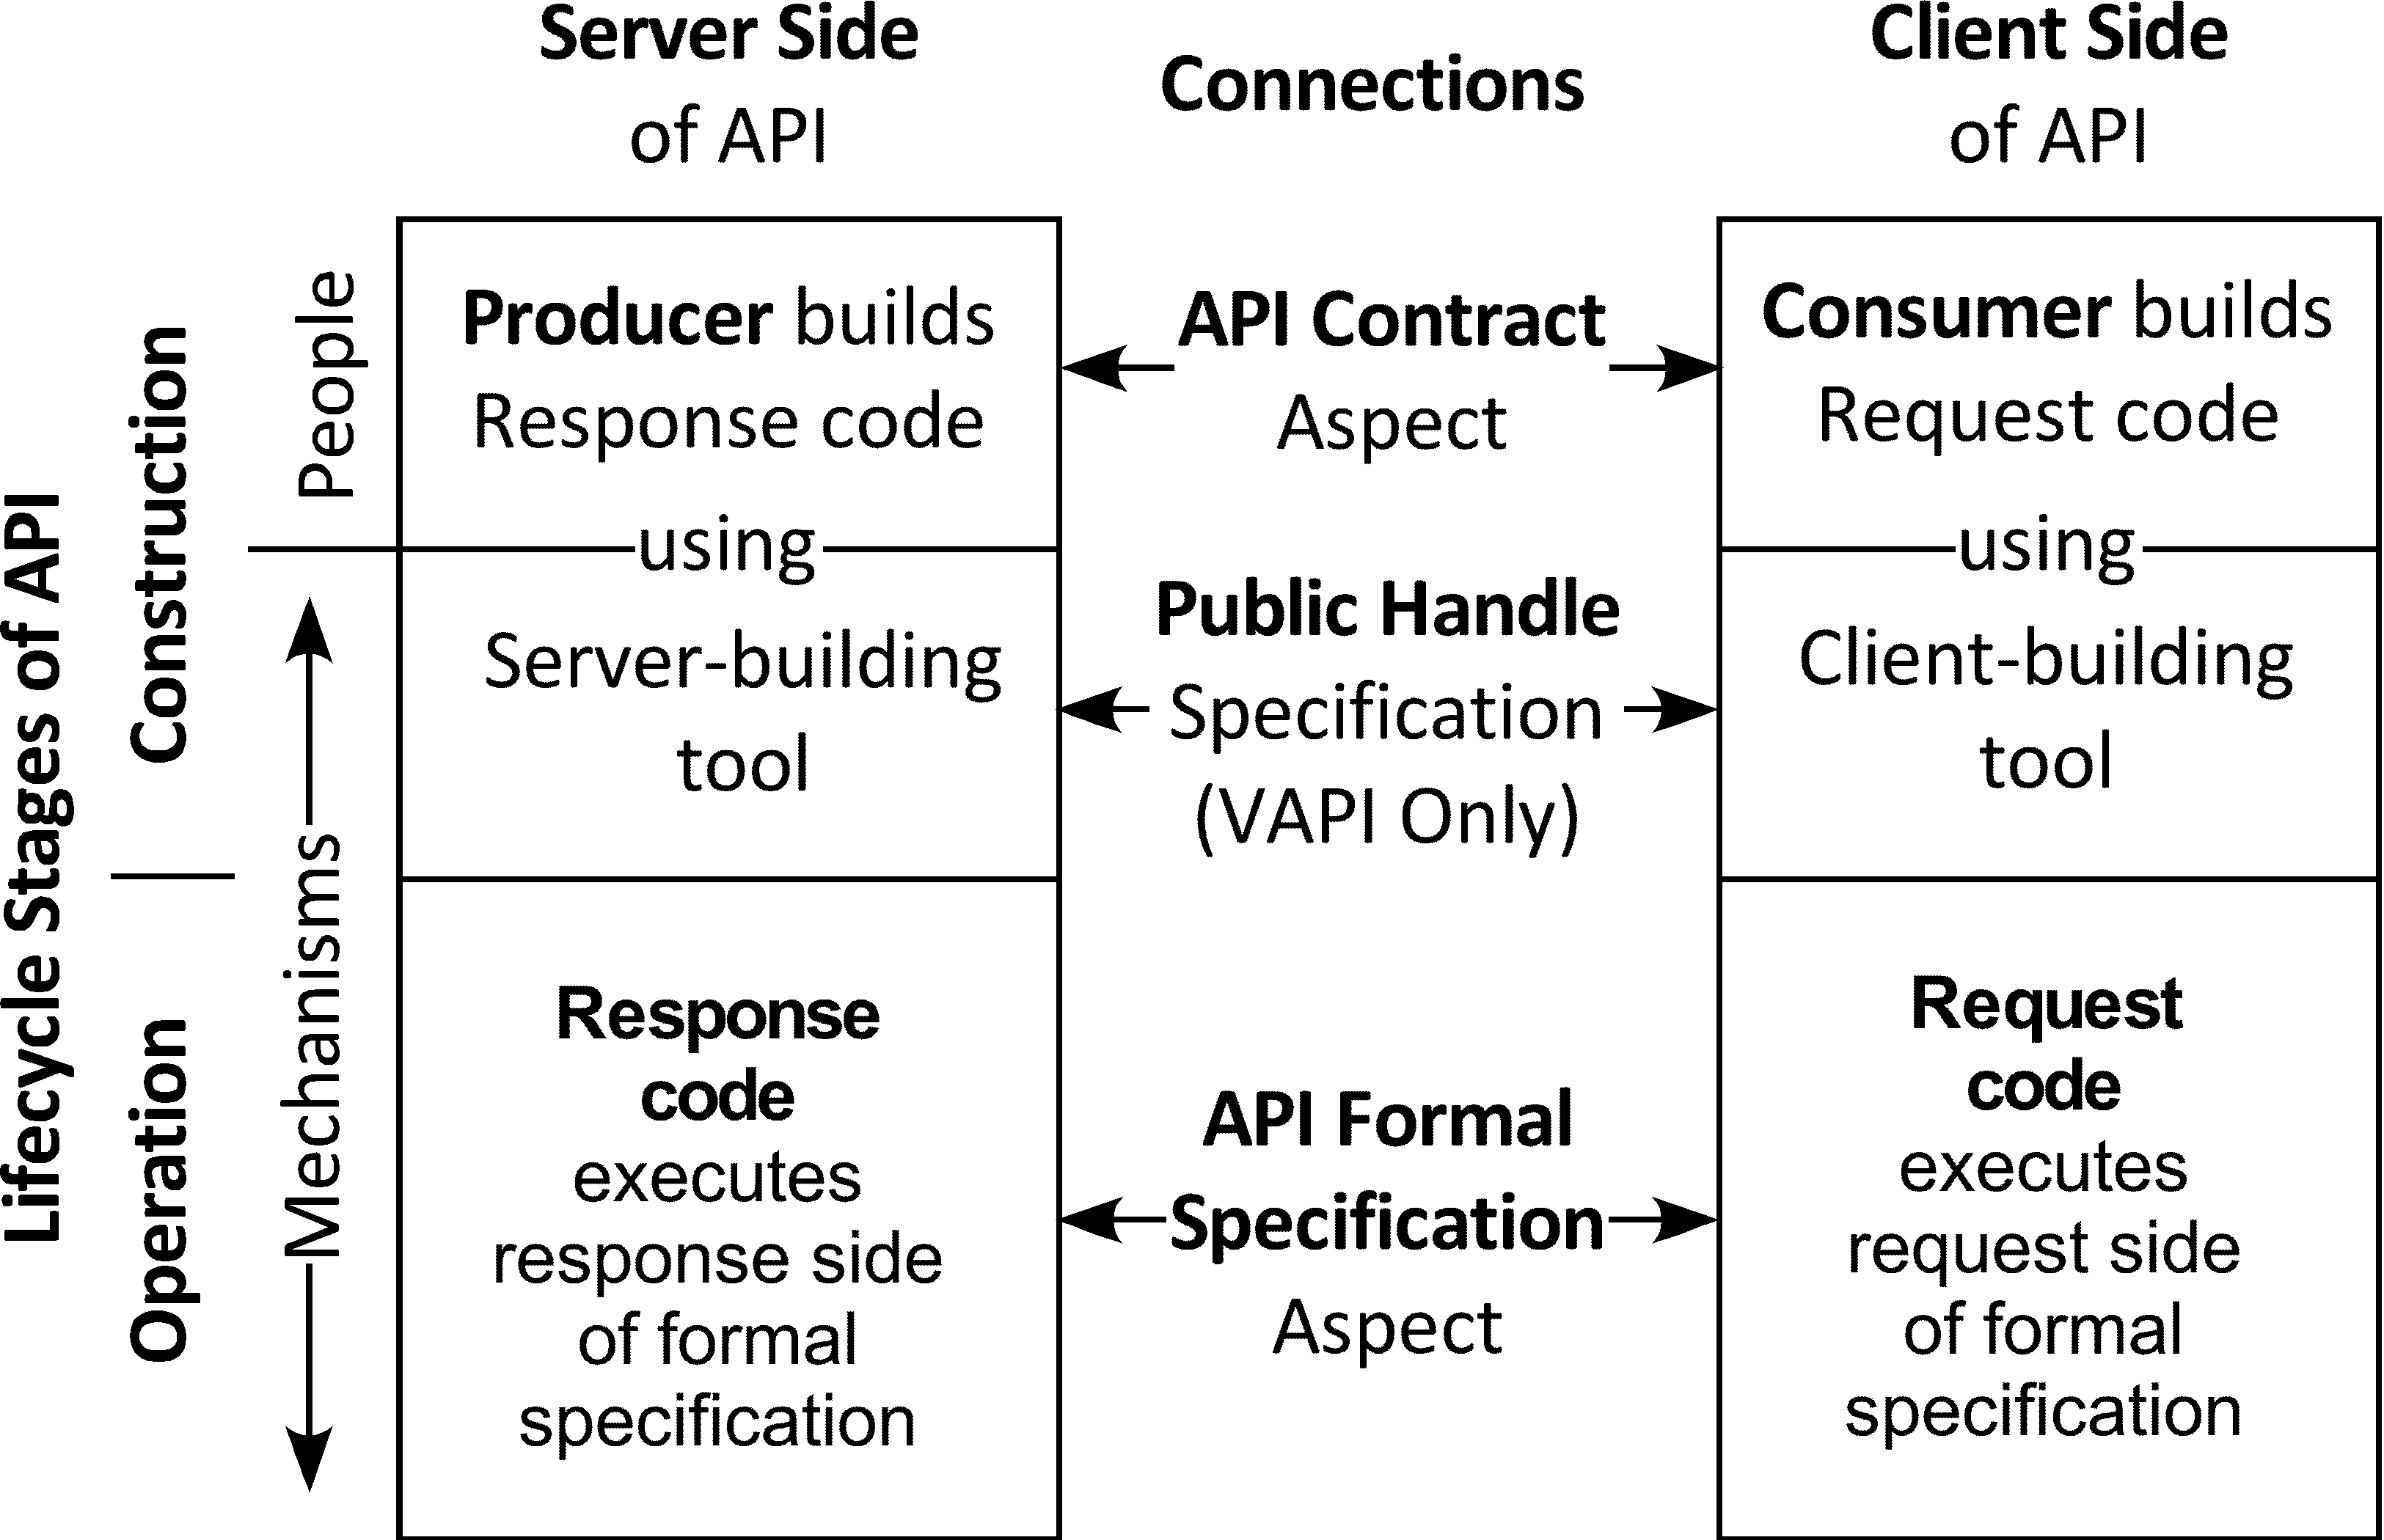 Server Side
of API
Connections
Client Side
of API
Lifecycle Stages of API
Construction
Operation
People
Mechanisms
Producer builds
Response code
using
Server-building
tool
Response
code
executes
response side
of formal
specification
API Contract
Aspect
Public Handle
Specification
(VAPI Only)
API Formal
Specification
Aspect
Consumer builds
Request code
using
Client-building
tool
Request
code
executes
request side
of formal
specification